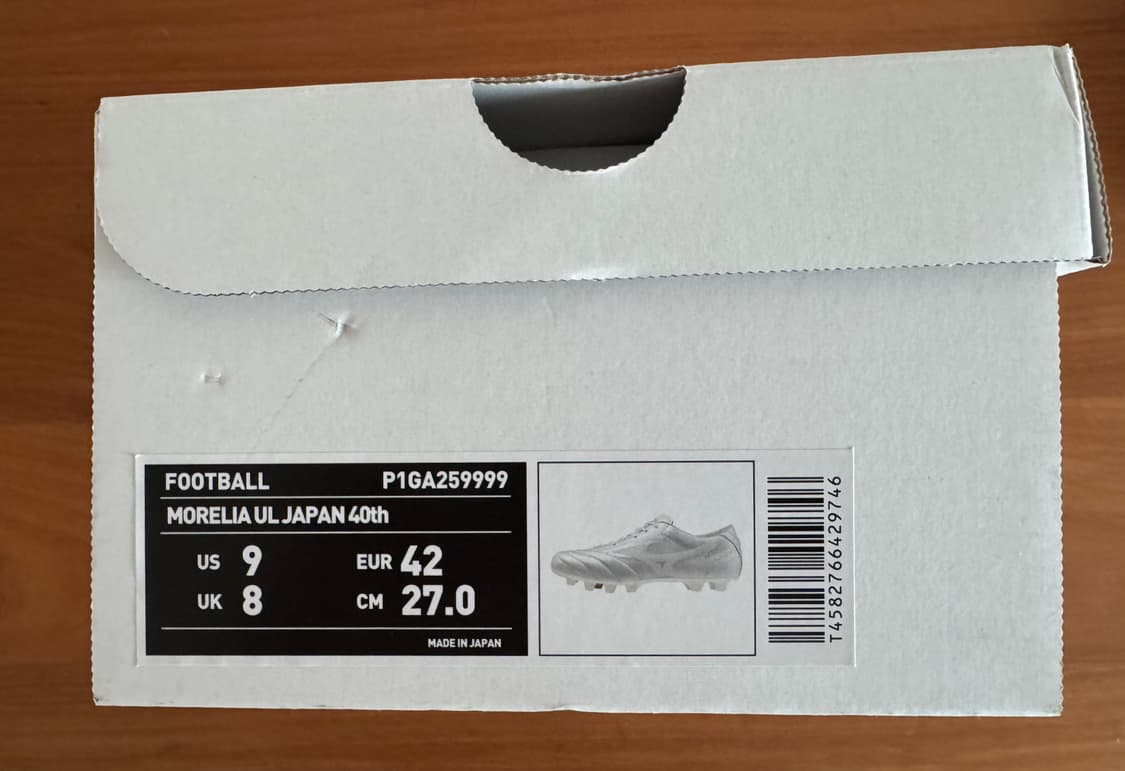 FOOTBALL P1GA259999
MORELIA UL JAPAN 40th
US 9 EUR 42
UK 8 CM 27.0
MADE IN JAPAN
T4582766429746